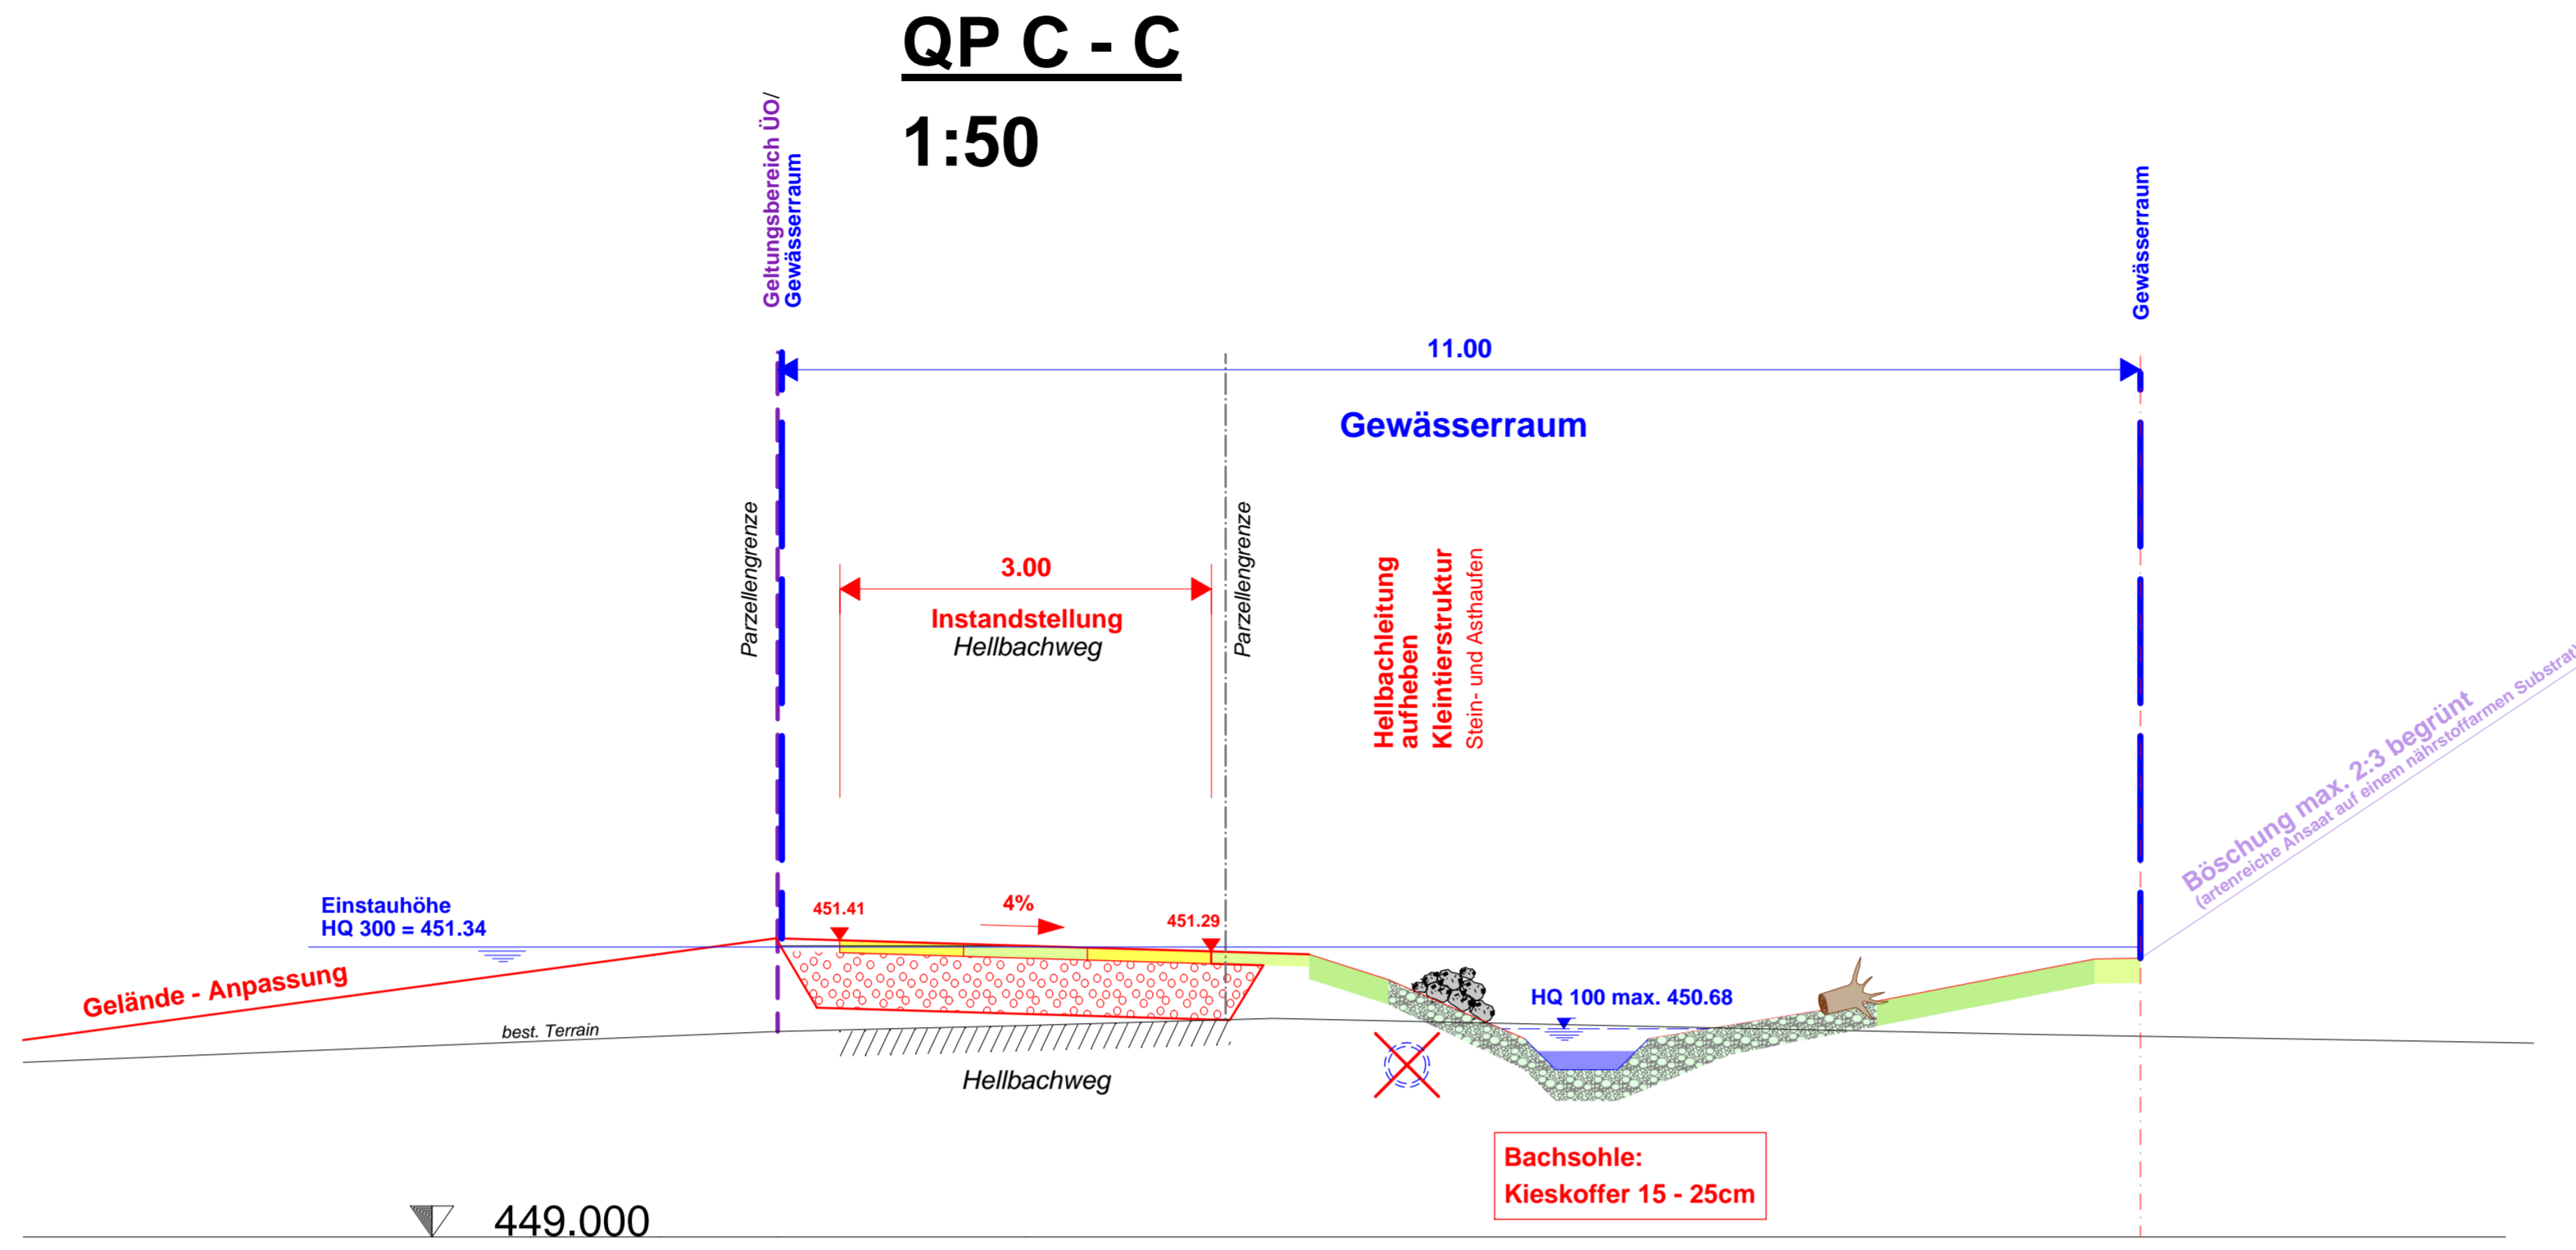 QP C - C
1:50
Geltungsbereich ÜO/
Gewässerraum
Gewässerraum
11.00
Gewässerraum
Parzellengrenze
3.00
Instandstellung
Hellbachweg
Parzellengrenze
Hellbachleitung
aufheben
Kleintierstruktur
Stein- und Asthaufen
Böschung max. 2:3 begrünt
(artenreiche Ansaat auf einem nährstoffarmen Substrat)
Einstauhöhe
HQ 300 = 451.34
451.41
4%
451.29
Gelände - Anpassung
best. Terrain
HQ 100 max. 450.68
Hellbachweg
Bachsohle:
Kieskoffer 15 - 25cm
449.000